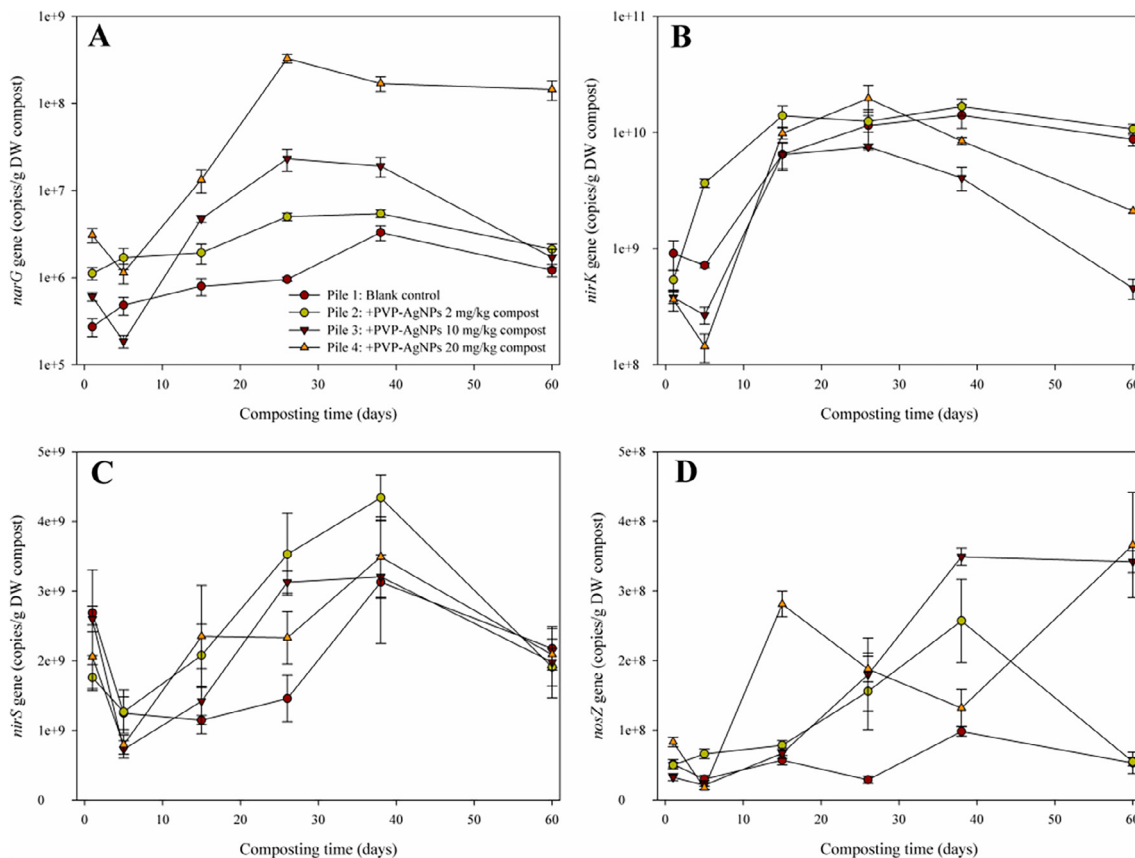 A
narG gene (copies/g DW compost)
1e+9
1e+8
1e+7
1e+6
1e+5
Pile 1: Blank control
Pile 2: +PVP-AgNPs 2 mg/kg compost
Pile 3: +PVP-AgNPs 10 mg/kg compost
Pile 4: +PVP-AgNPs 20 mg/kg compost
0 10 20 30 40 50 60
Composting time (days)
B
nirK gene (copies/g DW compost)
1e+11
1e+10
1e+9
1e+8
0 10 20 30 40 50 60
Composting time (days)
C
nirS gene (copies/g DW compost)
5e+9
4e+9
3e+9
2e+9
1e+9
0
0 10 20 30 40 50 60
Composting time (days)
D
nosZ gene (copies/g DW compost)
5e+8
4e+8
3e+8
2e+8
1e+8
0
0 10 20 30 40 50 60
Composting time (days)